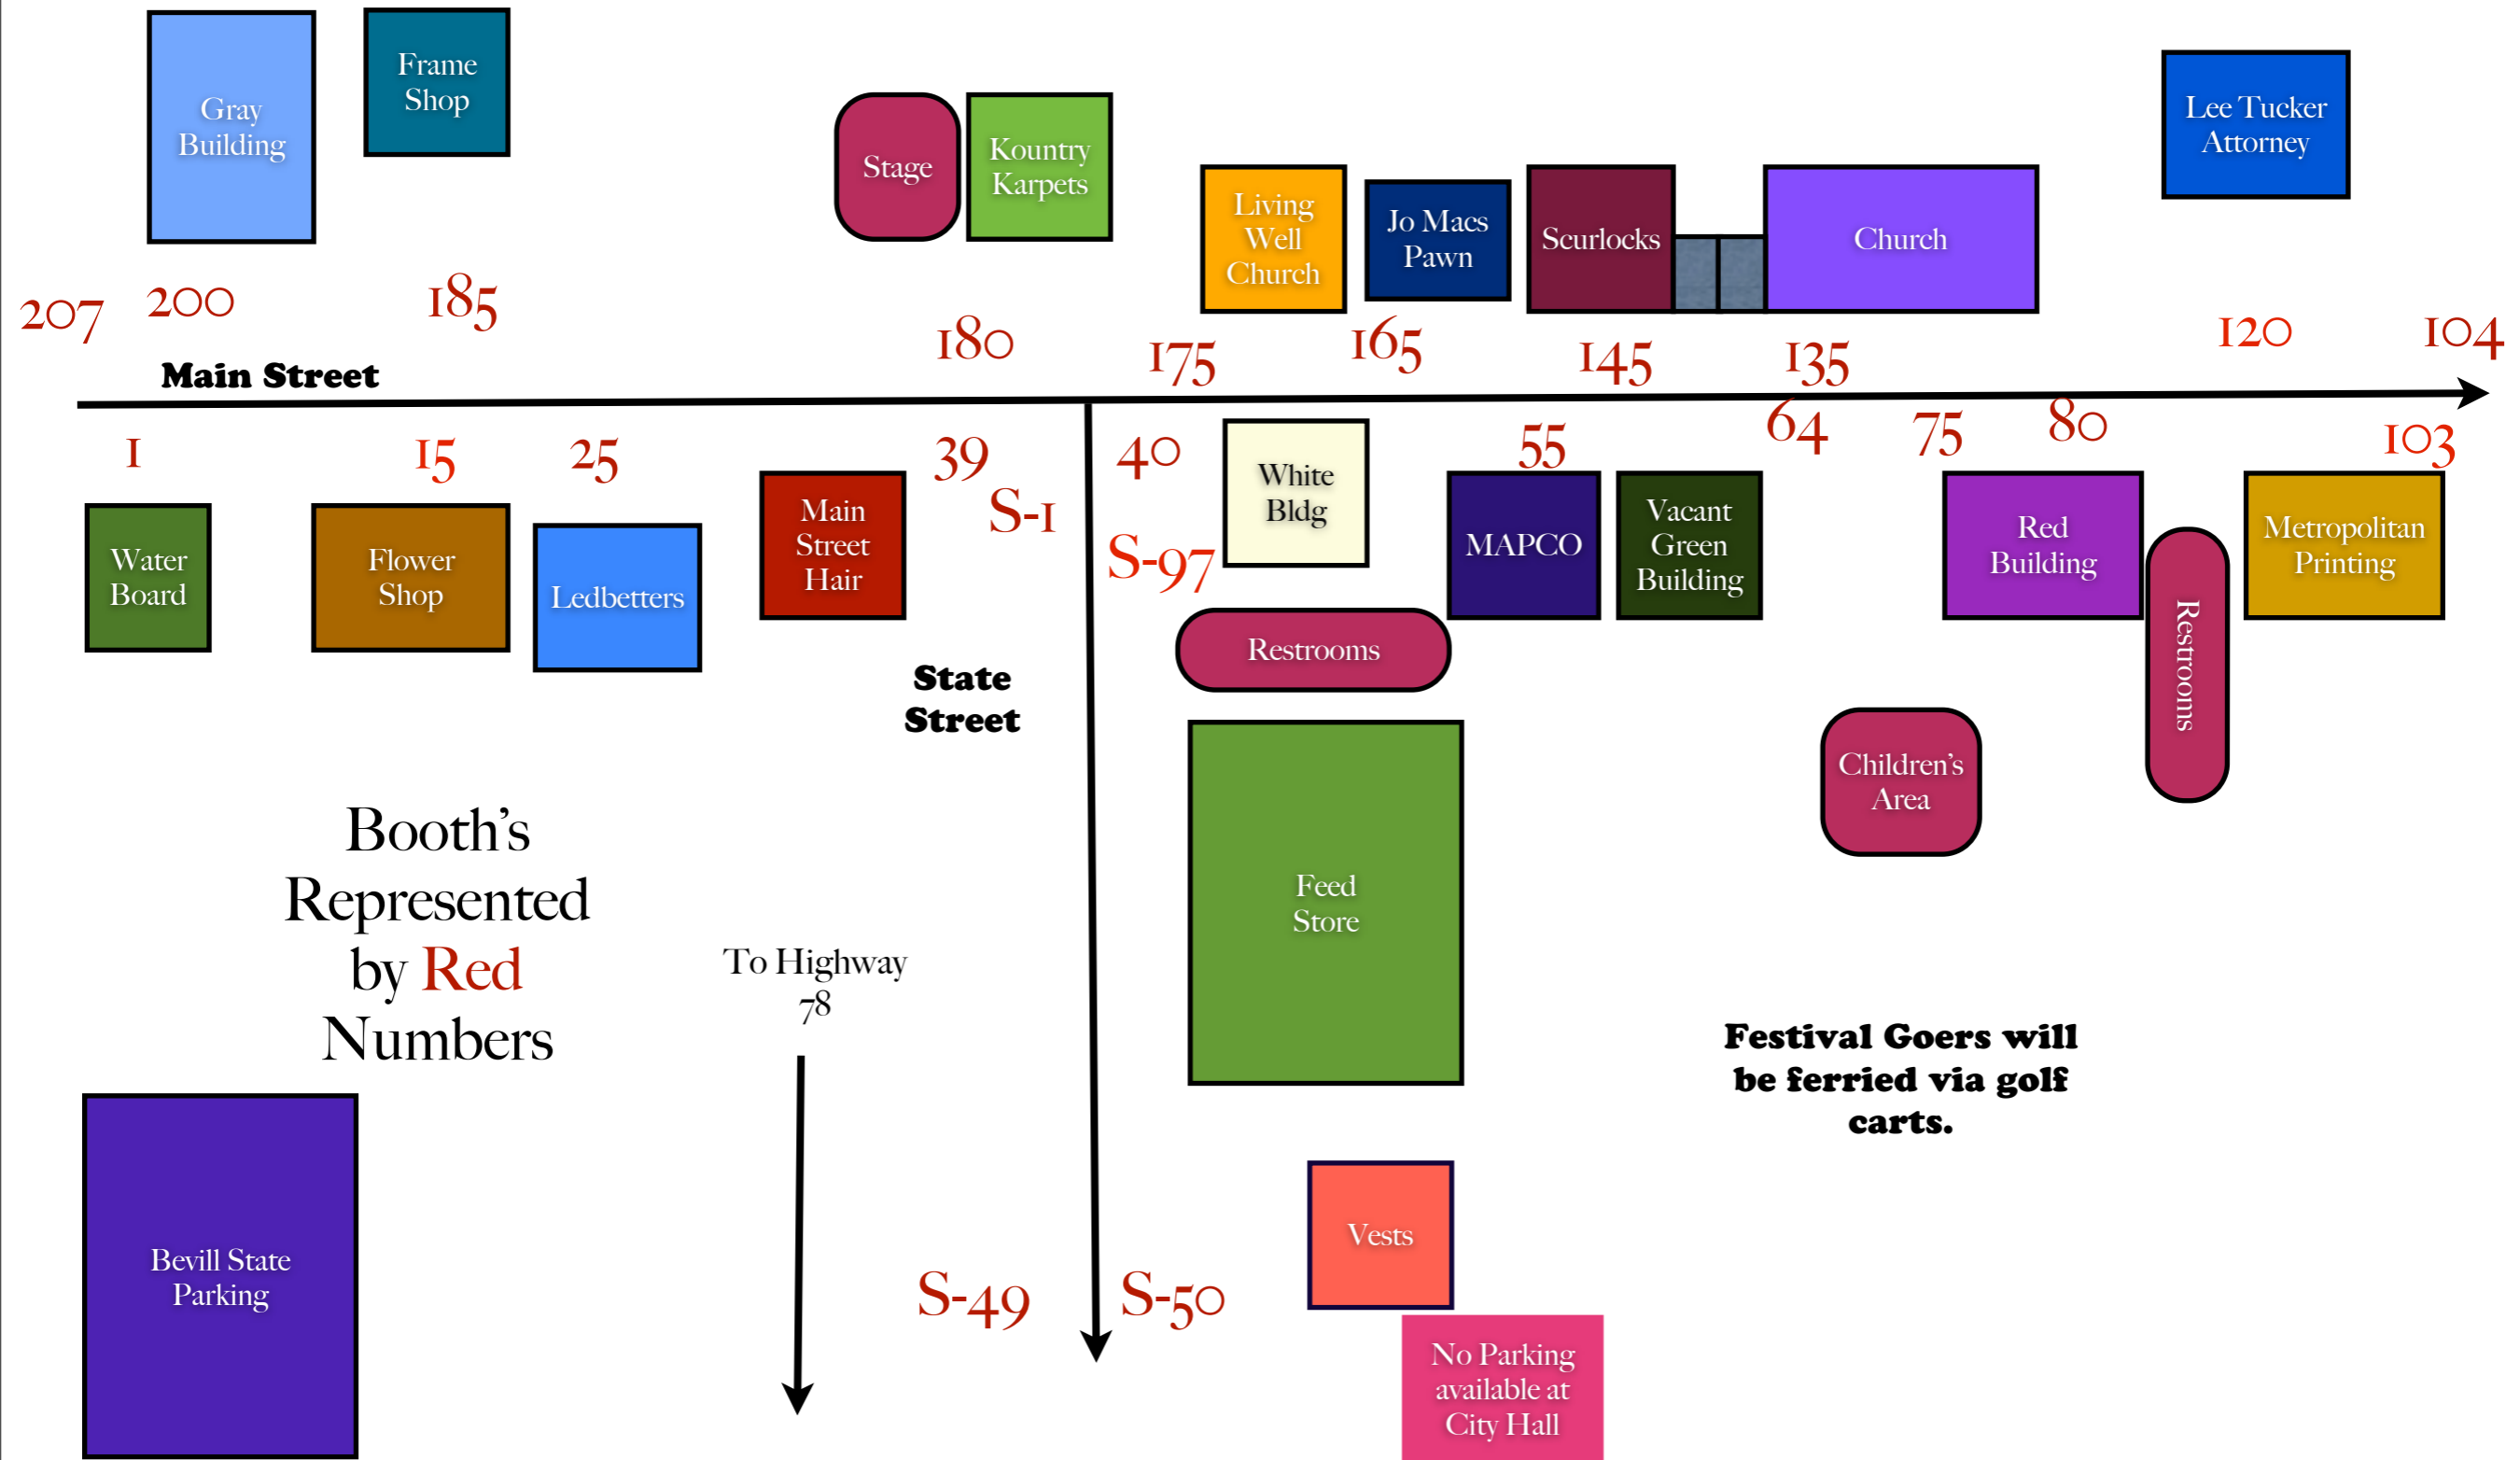 Gray
Building
Frame
Shop
Stage
Kountry
Karpets
Living
Well
Church
Jo Macs
Pawn
Scurlocks
Church
Lee Tucker
Attorney
207
200
185
180
175
165
145
135
120
104
Main Street
1
15
25
39
40
55
64
75
80
103
S-1
S-97
Water
Board
Flower
Shop
Ledbetters
Main
Street
Hair
White
Bldg
MAPCO
Vacant
Green
Building
Red
Building
Metropolitan
Printing
Restrooms
Restrooms
State
Street
Children's
Area
Booth's
Represented
by Red
Numbers
To Highway
78
Feed
Store
Festival Goers will
be ferried via golf
carts.
Bevill State
Parking
Vests
S-49
S-50
No Parking
available at
City Hall